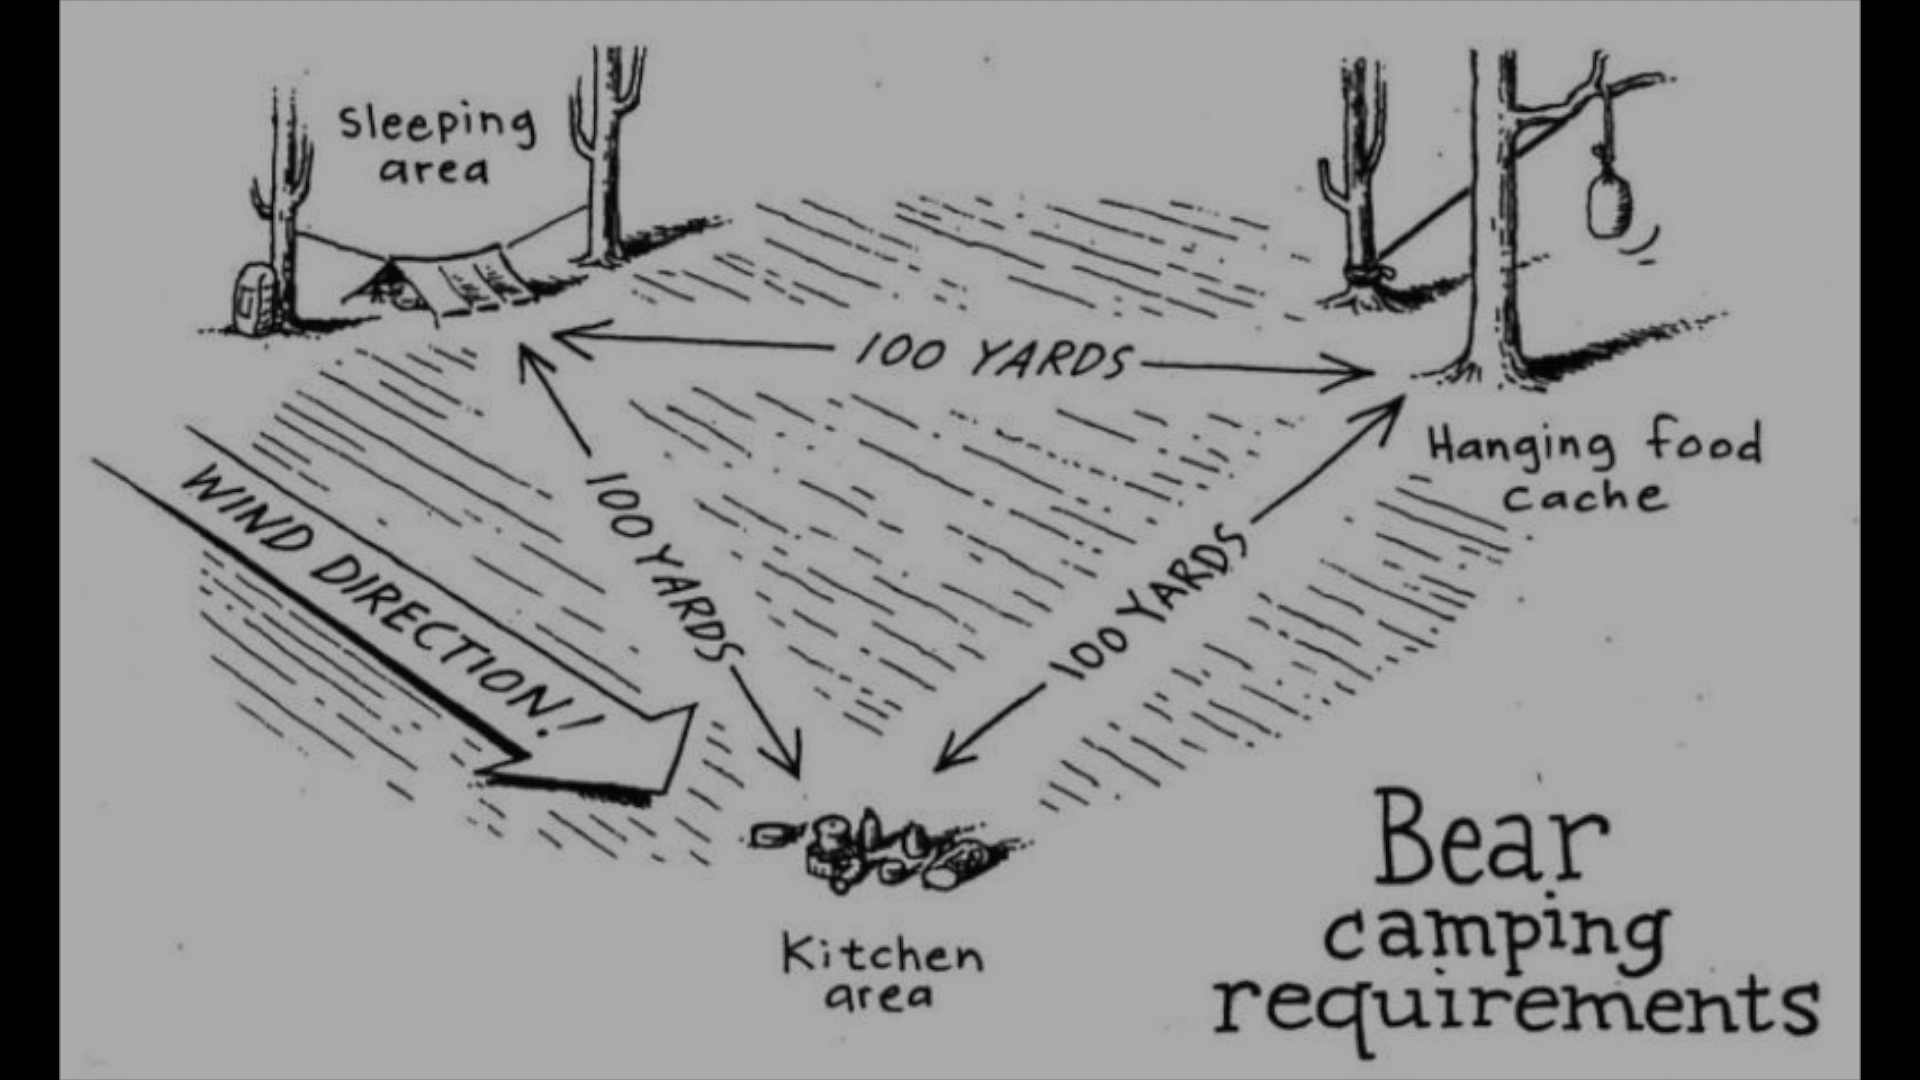 Sleeping
area
100 YARDS
Hanging food
cache
WIND DIRECTION!
100 YARDS
100 YARDS
Kitchen
area
Bear
camping
requirements